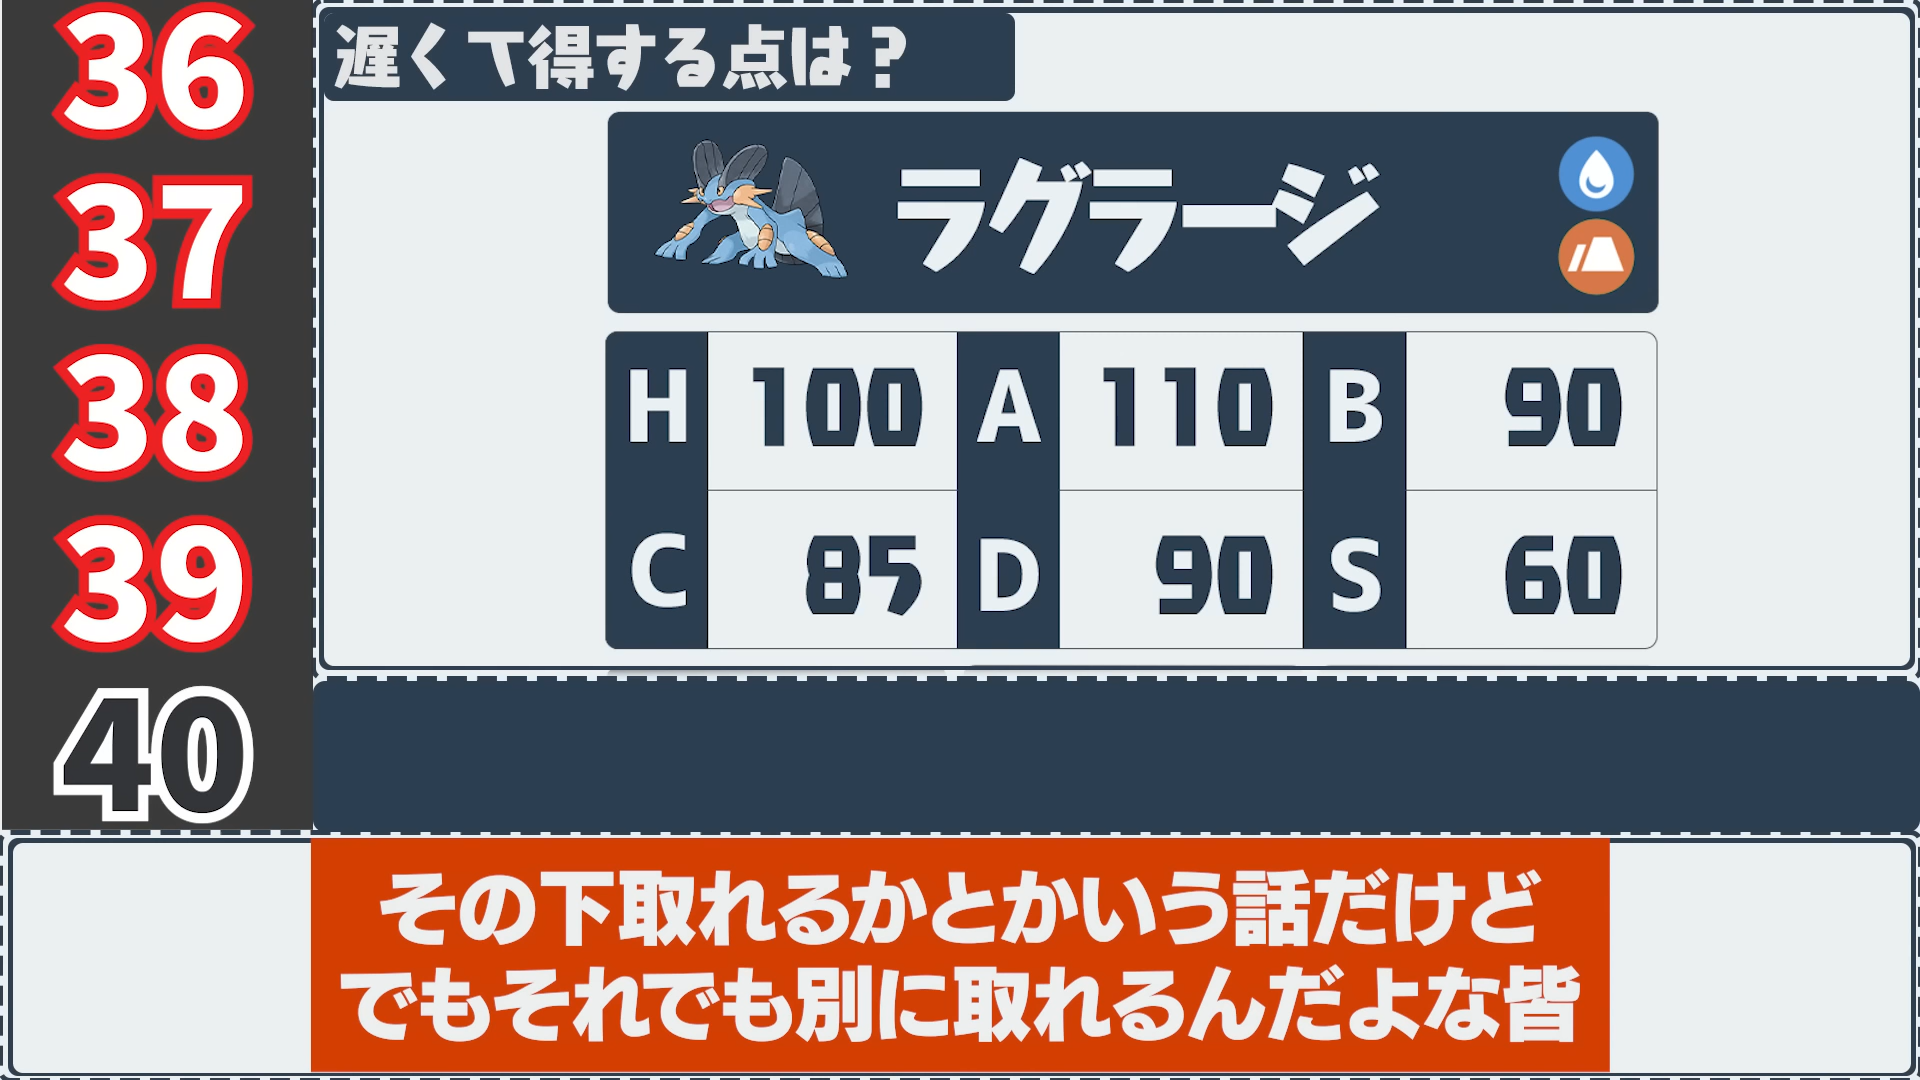 36
37
38
39
40
遅くて得する点は？
ラグラージ
H 100 A 110 B 90
C 85 D 90 S 60
その下取れるかとかいう話だけど
でもそれでも別に取れるんだよな皆